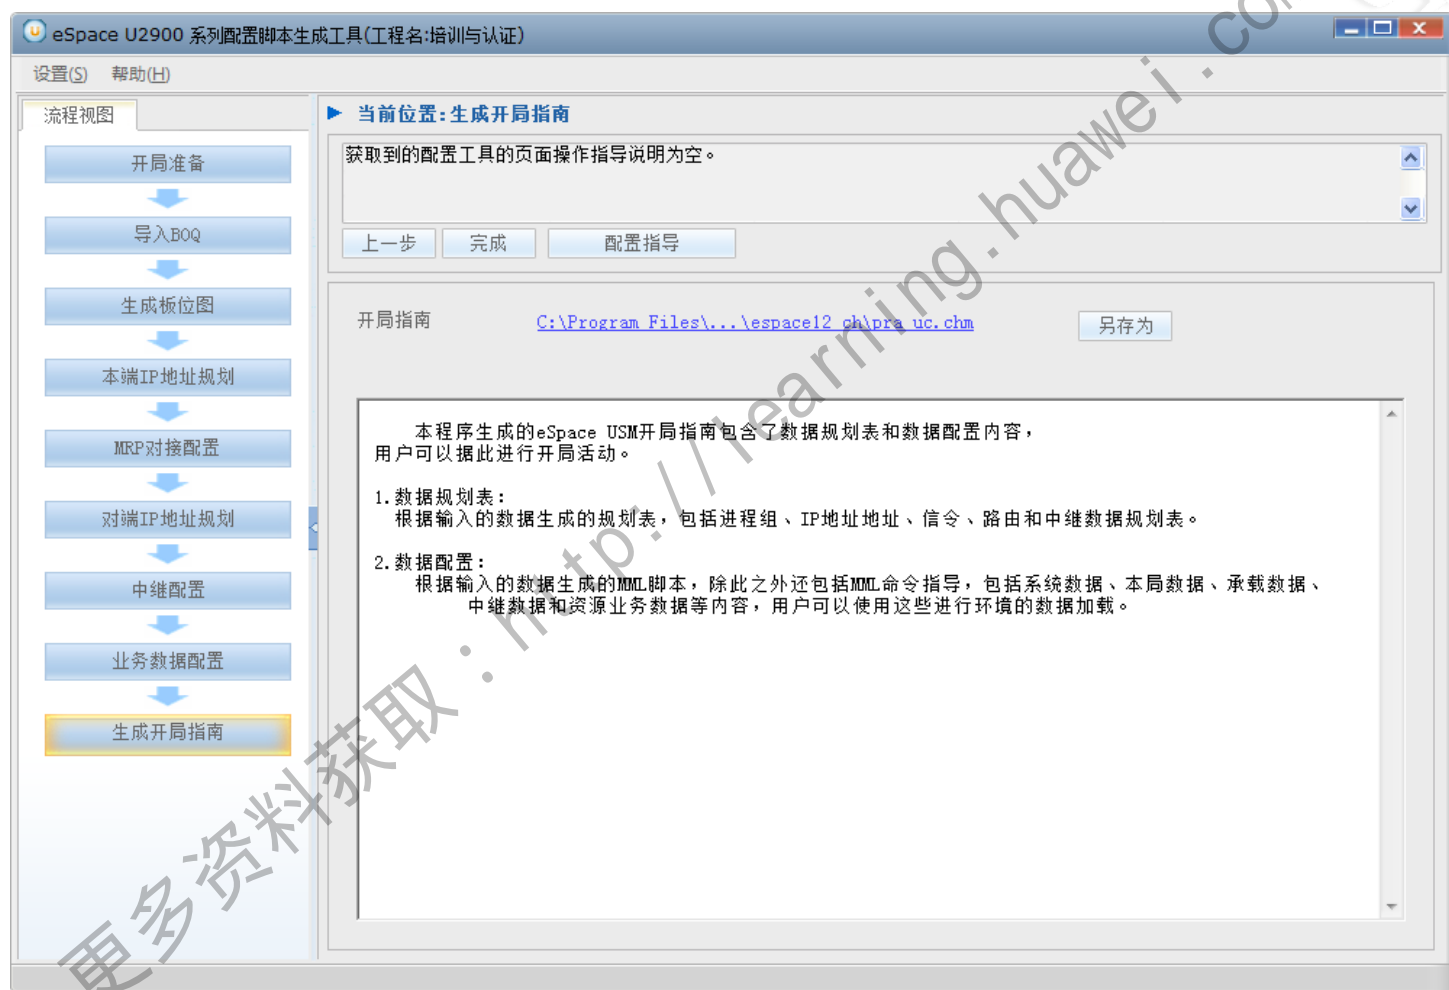 eSpace U2900 系列配置脚本生成工具(工程名:培训与认证)
设置(S) 帮助(H)
流程视图
开局准备
导入BOQ
生成板位图
本端IP地址规划
MRP对接配置
对端IP地址规划
中继配置
业务数据配置
生成开局指南
当前位置:生成开局指南
获取到的配置工具的页面操作指导说明为空。
上一步 完成 配置指导
开局指南 C:\Program Files\...\espace12_ch\pra_uc.chm 另存为
本程序生成的eSpace USM开局指南包含了数据规划表和数据配置内容，
用户可以据此进行开局活动。
1.数据规划表：
根据输入的数据生成的规划表，包括进程组、IP地址地址、信令、路由和中继数据规划表。
2.数据配置：
根据输入的数据生成的MML脚本，除此之外还包括MML命令指导，包括系统数据、本局数据、承载数据、
中继数据和资源业务数据等内容，用户可以使用这些进行环境的数据加载。
更多资料获取：http://learning.huawei.com